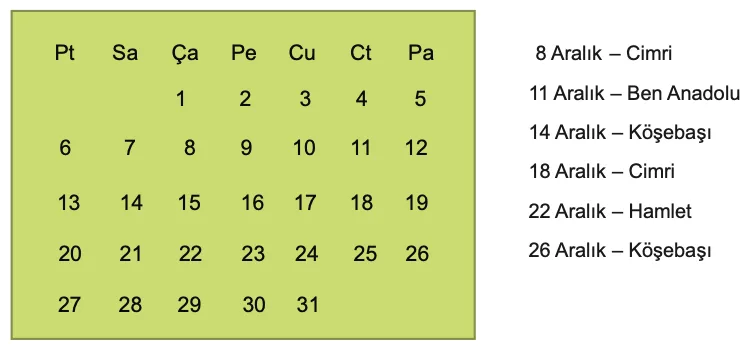 Pt Sa Ça Pe Cu Ct Pa
1 2 3 4 5
6 7 8 9 10 11 12
13 14 15 16 17 18 19
20 21 22 23 24 25 26
27 28 29 30 31
8 Aralık – Cimri
11 Aralık – Ben Anadolu
14 Aralık – Köşebaşı
18 Aralık – Cimri
22 Aralık – Hamlet
26 Aralık – Köşebaşı